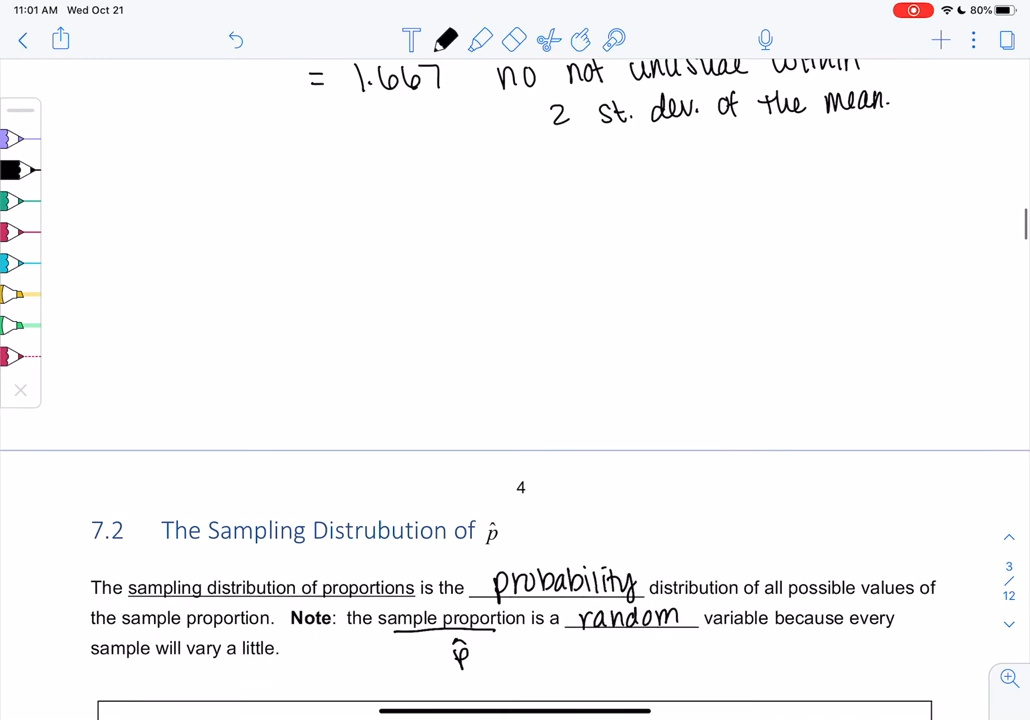 11:01 AM Wed Oct 21 80%
T
= 1.667 no not unusual within
2 st. dev. of the mean.
4
7.2 The Sampling Distrubution of p̂
The sampling distribution of proportions is the probability distribution of all possible values of
the sample proportion. Note: the sample proportion is a random variable because every
sample will vary a little.
p̂
3
/
12